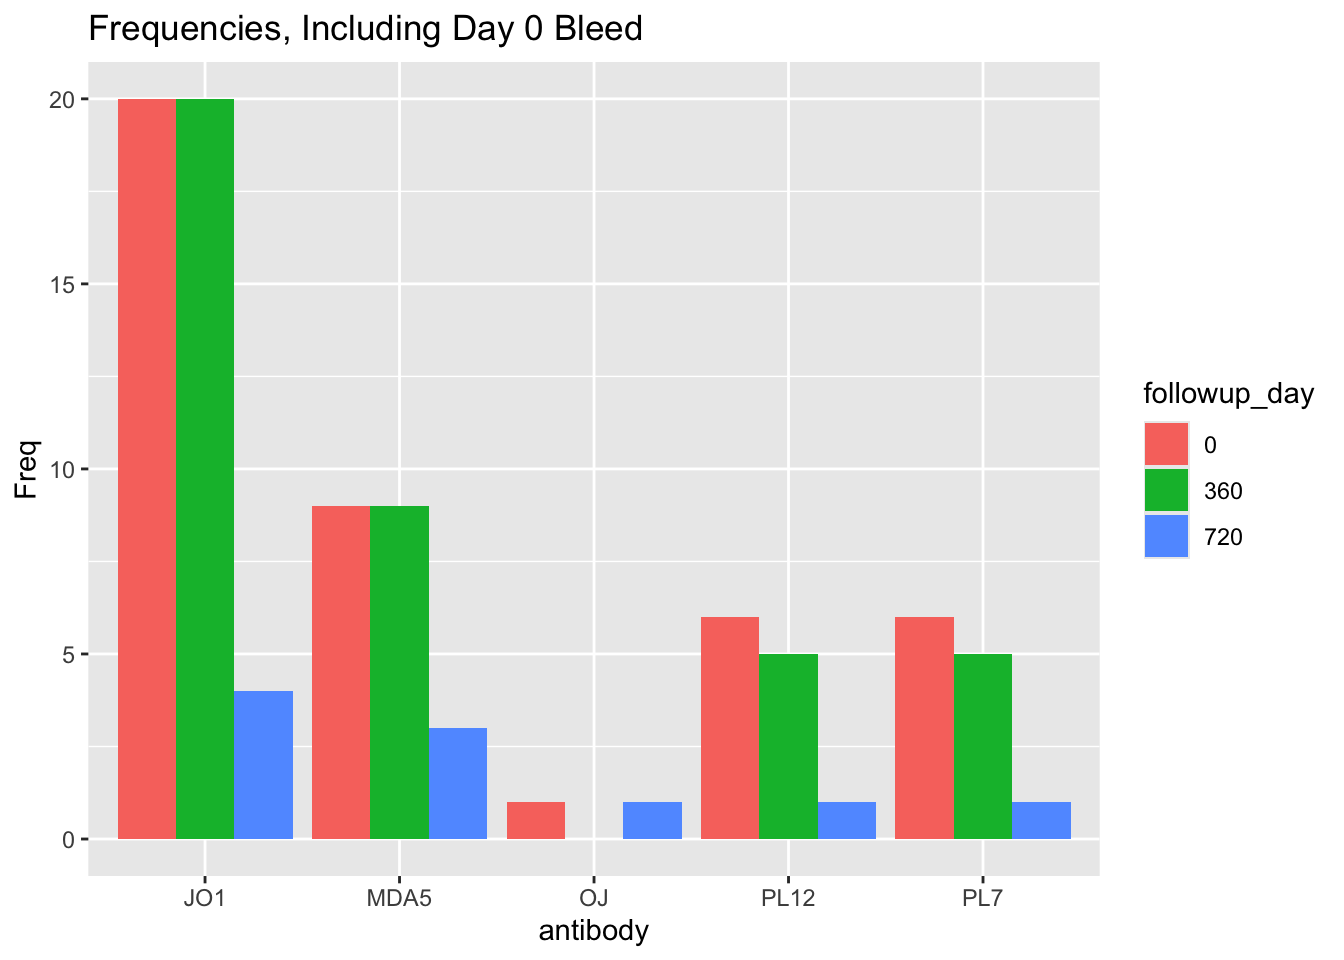 Frequencies, Including Day 0 Bleed
20
15
10
5
0
Freq
JO1 MDA5 OJ PL12 PL7
antibody
followup_day
0
360
720